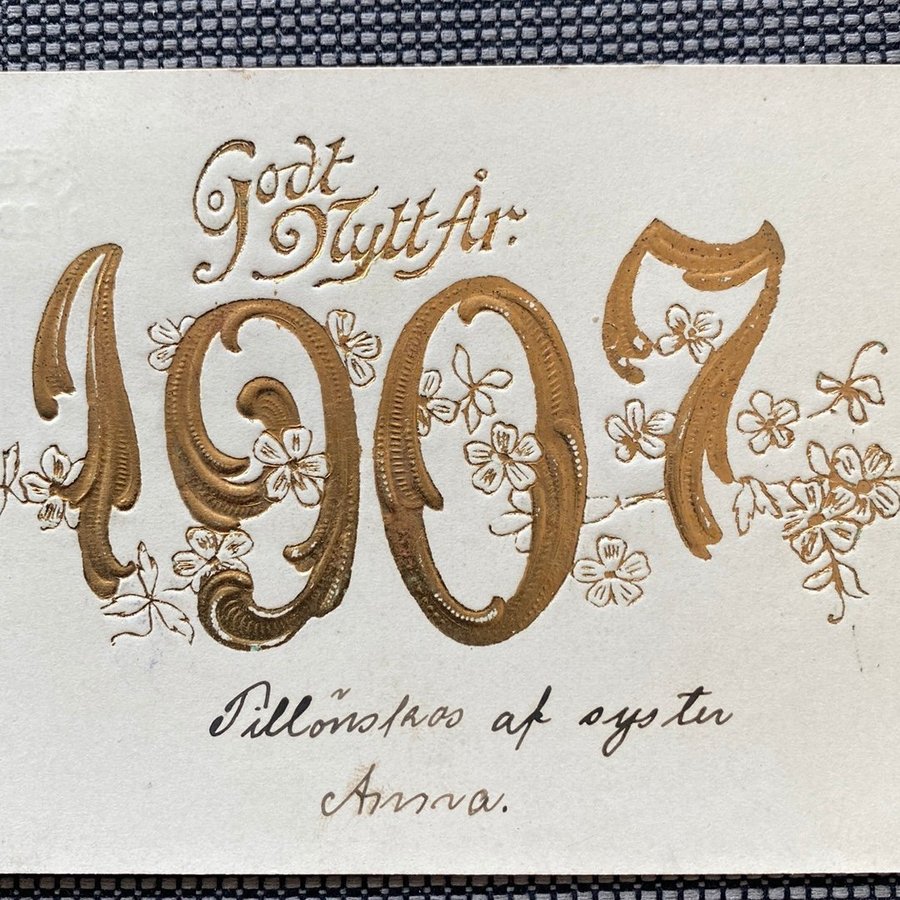 Godt
Nytt År.
1907
Tillönskas af syster
Anna.